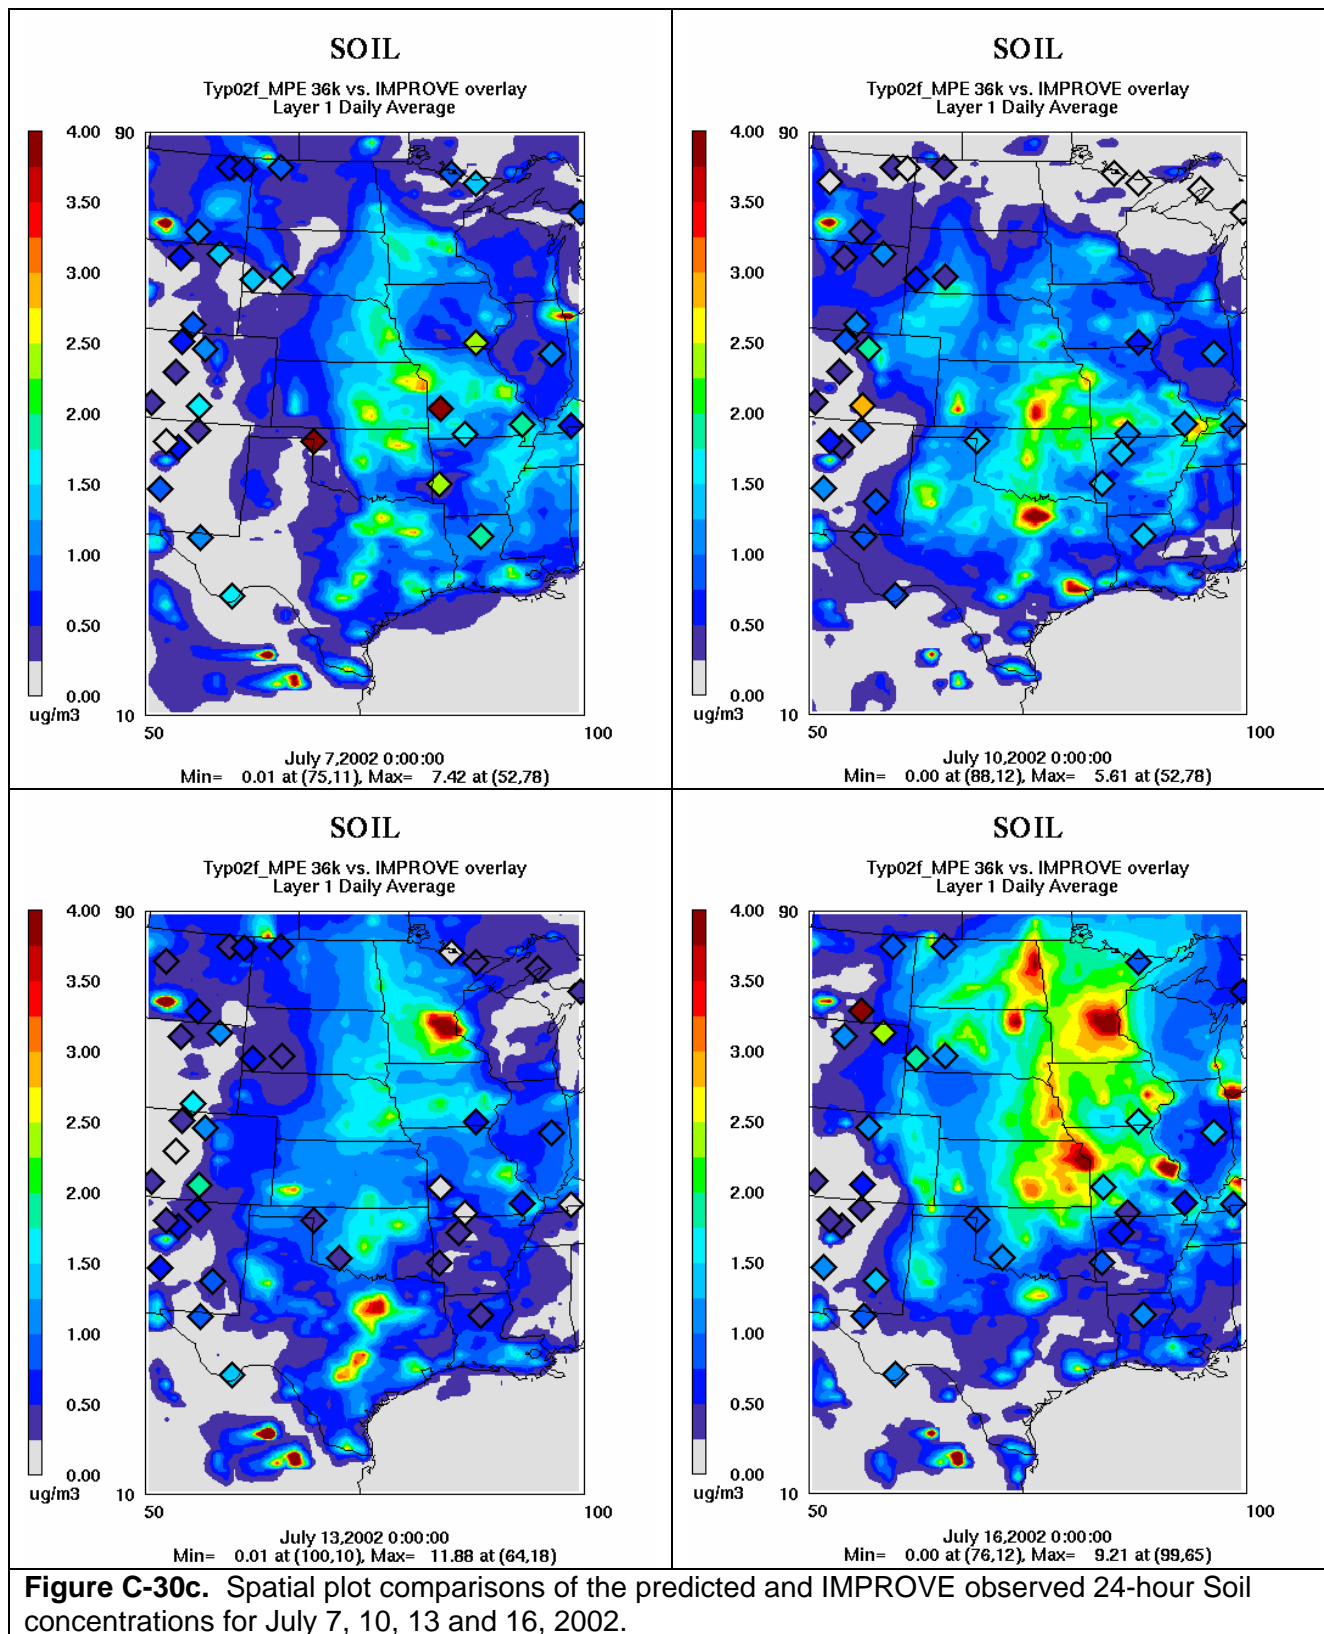 SOIL
Typ02f_MPE 36k vs. IMPROVE overlay
Layer 1 Daily Average
90
4.00
3.50
3.00
2.50
2.00
1.50
1.00
0.50
0.00
ug/m3
10
50
100
July 7,2002 0:00:00
Min= 0.01 at (75,11), Max= 7.42 at (52,78)
SOIL
Typ02f_MPE 36k vs. IMPROVE overlay
Layer 1 Daily Average
90
4.00
3.50
3.00
2.50
2.00
1.50
1.00
0.50
0.00
ug/m3
10
50
100
July 10,2002 0:00:00
Min= 0.00 at (88,12), Max= 5.61 at (52,78)
SOIL
Typ02f_MPE 36k vs. IMPROVE overlay
Layer 1 Daily Average
90
4.00
3.50
3.00
2.50
2.00
1.50
1.00
0.50
0.00
ug/m3
10
50
100
July 13,2002 0:00:00
Min= 0.01 at (100,10), Max= 11.88 at (64,18)
SOIL
Typ02f_MPE 36k vs. IMPROVE overlay
Layer 1 Daily Average
90
4.00
3.50
3.00
2.50
2.00
1.50
1.00
0.50
0.00
ug/m3
10
50
100
July 16,2002 0:00:00
Min= 0.00 at (76,12), Max= 9.21 at (99,65)
Figure C-30c. Spatial plot comparisons of the predicted and IMPROVE observed 24-hour Soil
concentrations for July 7, 10, 13 and 16, 2002.